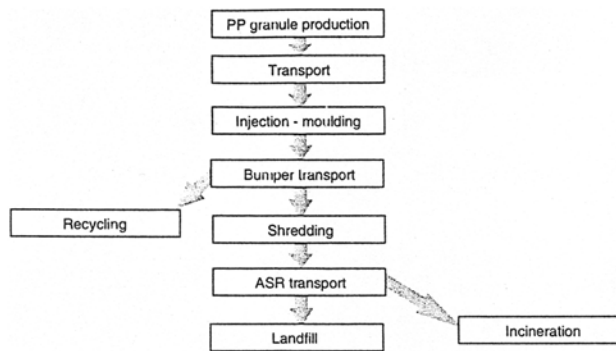 PP granule production
Transport
Injection - moulding
Bumper transport
Recycling
Shredding
ASR transport
Incineration
Landfill